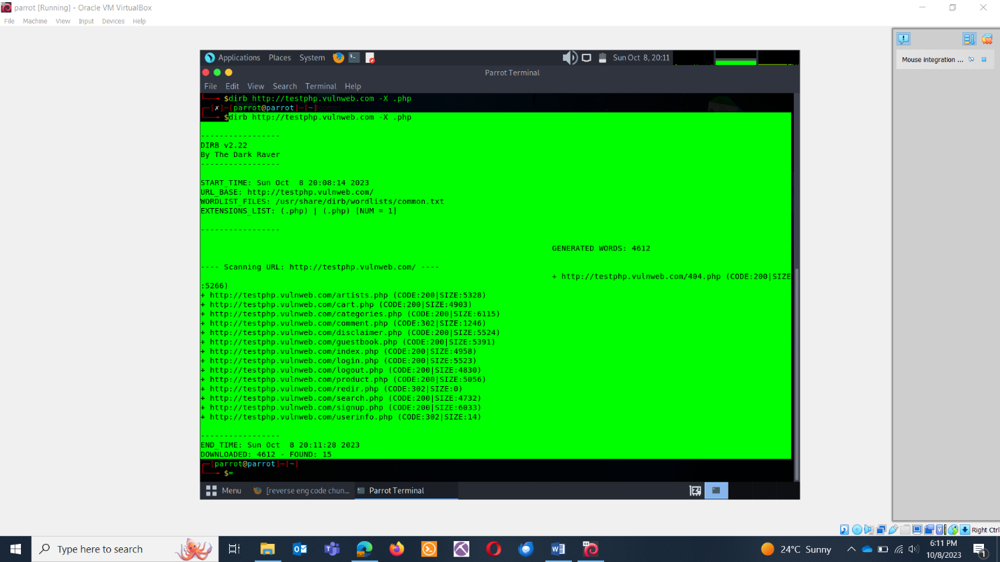 parrot [Running] - Oracle VM VirtualBox
File Machine View Input Devices Help
Mouse integration ...
Applications Places System Sun Oct 8, 20:11
Parrot Terminal
File Edit View Search Terminal Help
$dirb http://testphp.vulnweb.com -X .php
[✗]─[parrot@parrot]─[~]
$dirb http://testphp.vulnweb.com -X .php
-----------------
DIRB v2.22
By The Dark Raver
-----------------
START_TIME: Sun Oct  8 20:08:14 2023
URL_BASE: http://testphp.vulnweb.com/
WORDLIST_FILES: /usr/share/dirb/wordlists/common.txt
EXTENSIONS_LIST: (.php) | (.php) [NUM = 1]
-----------------
GENERATED WORDS: 4612
---- Scanning URL: http://testphp.vulnweb.com/ ----
+ http://testphp.vulnweb.com/404.php (CODE:200|SIZE
:5266)
+ http://testphp.vulnweb.com/artists.php (CODE:200|SIZE:5328)
+ http://testphp.vulnweb.com/cart.php (CODE:200|SIZE:4903)
+ http://testphp.vulnweb.com/categories.php (CODE:200|SIZE:6115)
+ http://testphp.vulnweb.com/comment.php (CODE:302|SIZE:1246)
+ http://testphp.vulnweb.com/disclaimer.php (CODE:200|SIZE:5524)
+ http://testphp.vulnweb.com/guestbook.php (CODE:200|SIZE:5391)
+ http://testphp.vulnweb.com/index.php (CODE:200|SIZE:4958)
+ http://testphp.vulnweb.com/login.php (CODE:200|SIZE:5523)
+ http://testphp.vulnweb.com/logout.php (CODE:200|SIZE:4830)
+ http://testphp.vulnweb.com/product.php (CODE:200|SIZE:5056)
+ http://testphp.vulnweb.com/redir.php (CODE:302|SIZE:0)
+ http://testphp.vulnweb.com/search.php (CODE:200|SIZE:4732)
+ http://testphp.vulnweb.com/signup.php (CODE:200|SIZE:6033)
+ http://testphp.vulnweb.com/userinfo.php (CODE:302|SIZE:14)
-----------------
END_TIME: Sun Oct  8 20:11:28 2023
DOWNLOADED: 4612 - FOUND: 15
[parrot@parrot]─[~]
$=
Menu [reverse eng code chun... Parrot Terminal
Right Ctrl
Type here to search 24°C Sunny 6:11 PM
10/8/2023 1